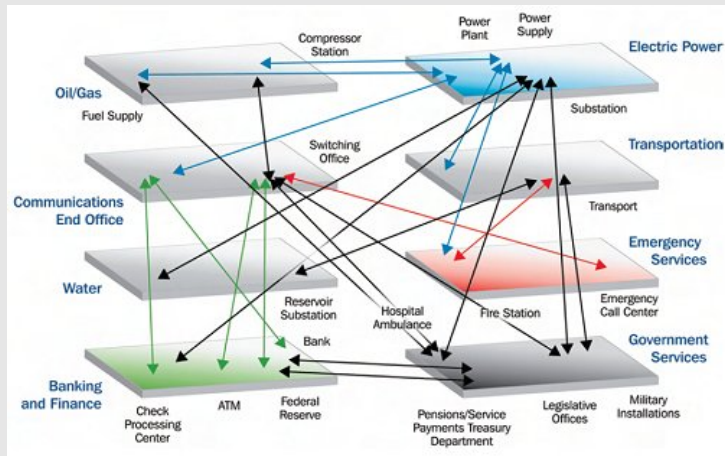 Power
Plant
Power
Supply
Electric Power
Compressor
Station
Oil/Gas
Fuel Supply
Substation
Switching
Office
Transportation
Communications
End Office
Transport
Water
Emergency
Services
Reservoir
Substation
Hospital
Ambulance
Fire Station
Emergency
Call Center
Bank
Government
Services
Banking
and Finance
Check
Processing
Center
ATM
Federal
Reserve
Pensions/Service
Payments Treasury
Department
Legislative
Offices
Military
Installations